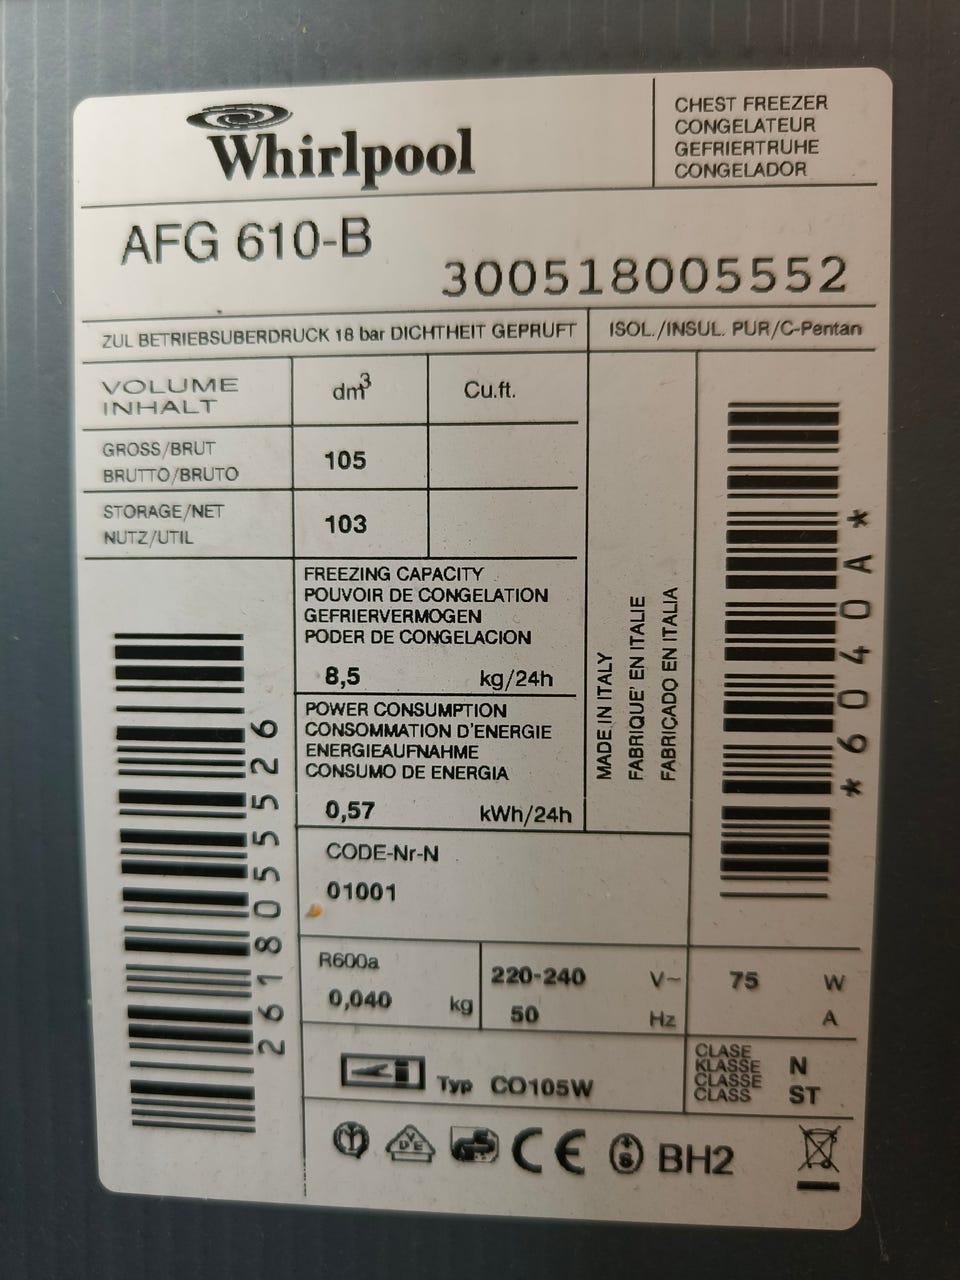 Whirlpool
CHEST FREEZER
CONGELATEUR
GEFRIERTRUHE
CONGELADOR
AFG 610-B
300518005552
ZUL BETRIEBSUBERDRUCK 18 bar DICHTHEIT GEPRUFT
ISOL./INSUL. PUR/C-Pentan
VOLUME
INHALT
dm³
Cu.ft.
GROSS/BRUT
BRUTTO/BRUTO
105
STORAGE/NET
NUTZ/UTIL
103
FREEZING CAPACITY
POUVOIR DE CONGELATION
GEFRIERVERMOGEN
PODER DE CONGELACION
8,5 kg/24h
POWER CONSUMPTION
CONSOMMATION D'ENERGIE
ENERGIEAUFNAHME
CONSUMO DE ENERGIA
0,57 kWh/24h
MADE IN ITALY
FABRIQUE' EN ITALIE
FABRICADO EN ITALIA
*6040A*
2618055526
CODE-Nr-N
01001
R600a
0,040 kg
220-240 V~
50 Hz
75 W
A
Typ CO105W
CLASE
KLASSE
CLASSE
CLASS
N
ST
VDE
GS
CE
S
BH2